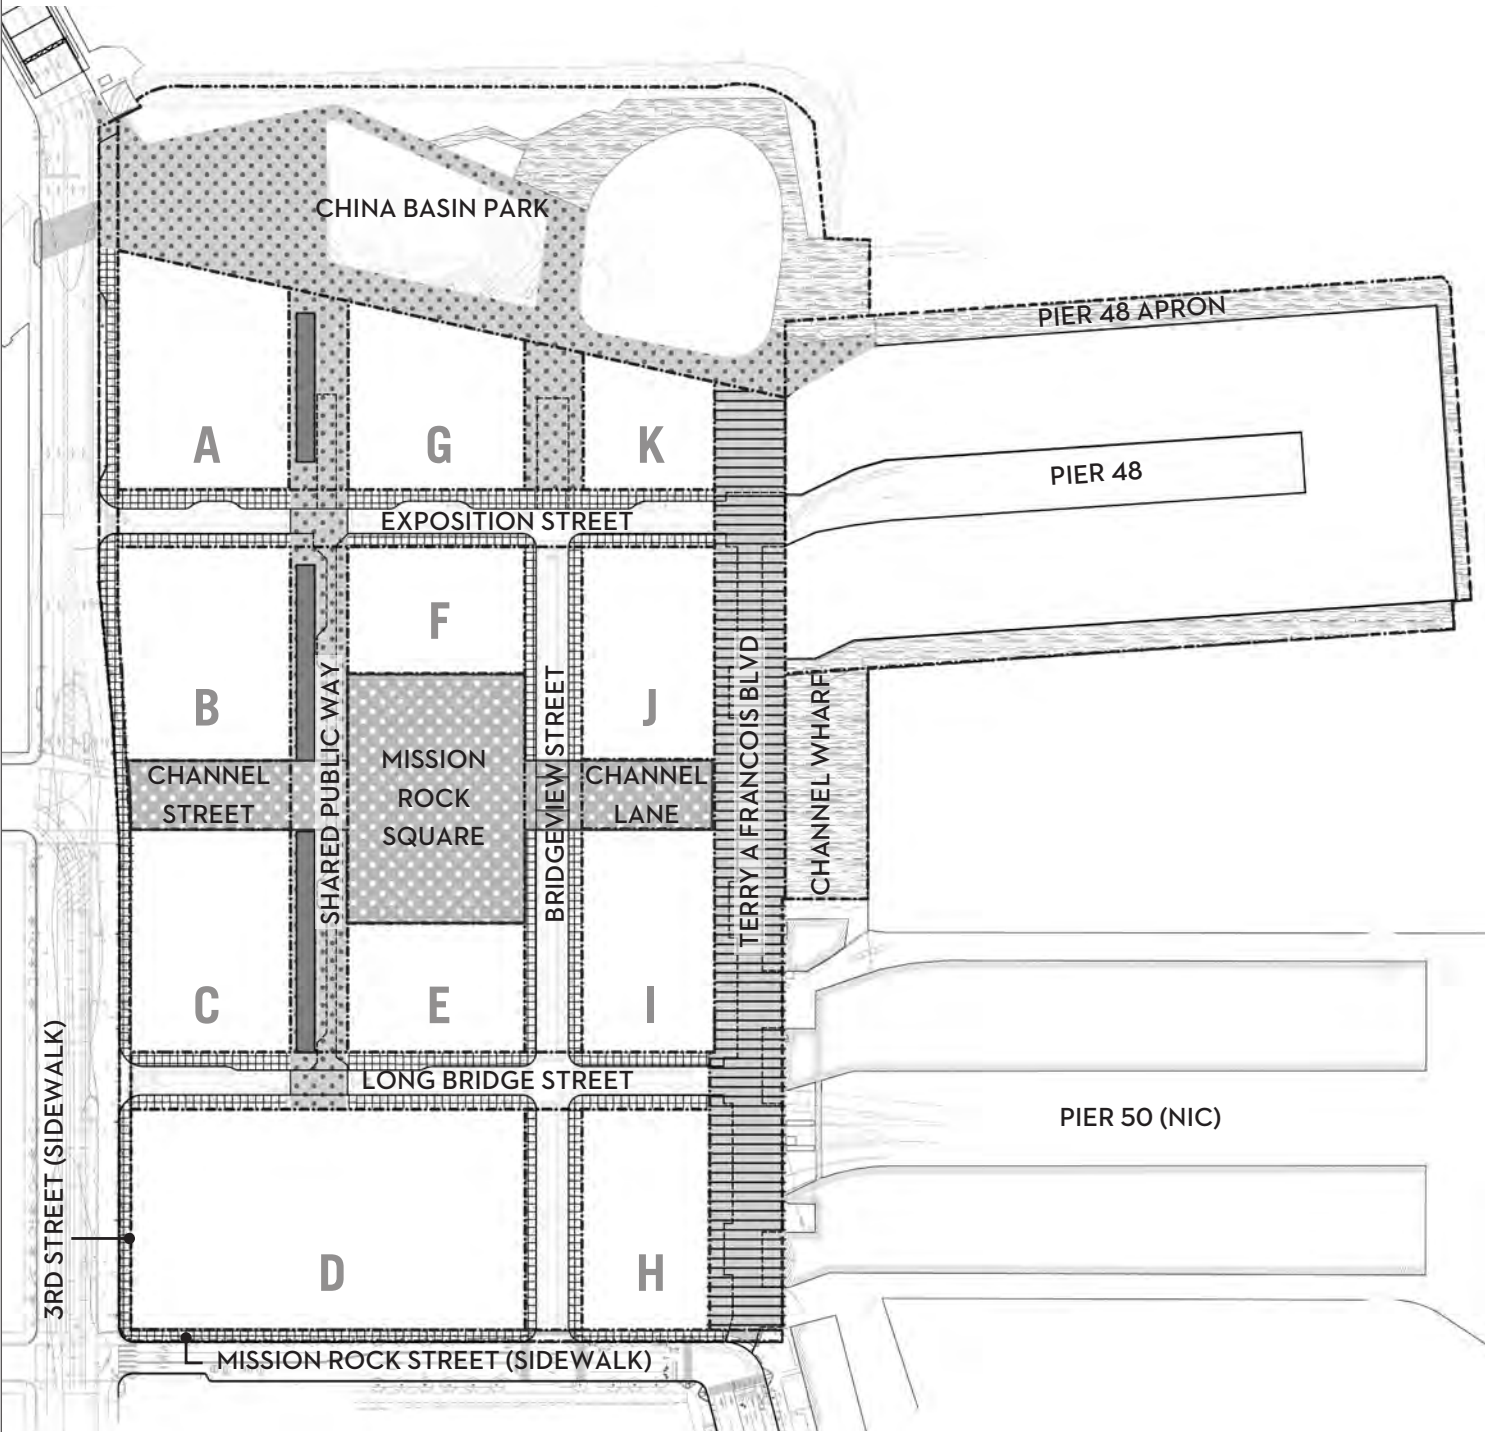 CHINA BASIN PARK
PIER 48 APRON
A
G
K
PIER 48
EXPOSITION STREET
F
B
J
SHARED PUBLIC WAY
MISSION
ROCK
SQUARE
BRIDGEVIEW STREET
TERRY A FRANCOIS BLVD
CHANNEL WHARF
CHANNEL
STREET
CHANNEL
LANE
C
E
I
LONG BRIDGE STREET
PIER 50 (NIC)
3RD STREET (SIDEWALK)
D
H
MISSION ROCK STREET (SIDEWALK)